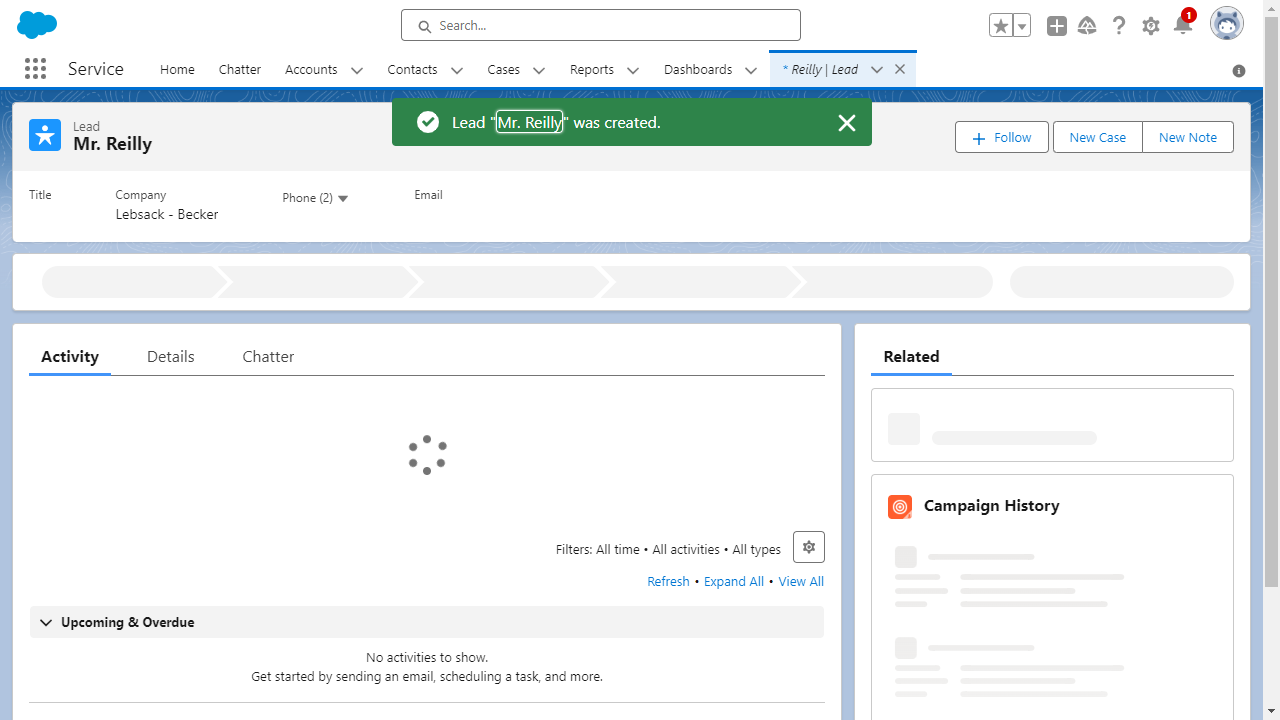 Search...
1
Service
Home
Chatter
Accounts
Contacts
Cases
Reports
Dashboards
* Reilly | Lead
Lead "Mr. Reilly" was created.
Lead
Mr. Reilly
Follow
New Case
New Note
Title
Company
Lebsack - Becker
Phone (2)
Email
Activity
Details
Chatter
Related
Filters: All time • All activities • All types
Refresh • Expand All • View All
Upcoming & Overdue
No activities to show.
Get started by sending an email, scheduling a task, and more.
Campaign History